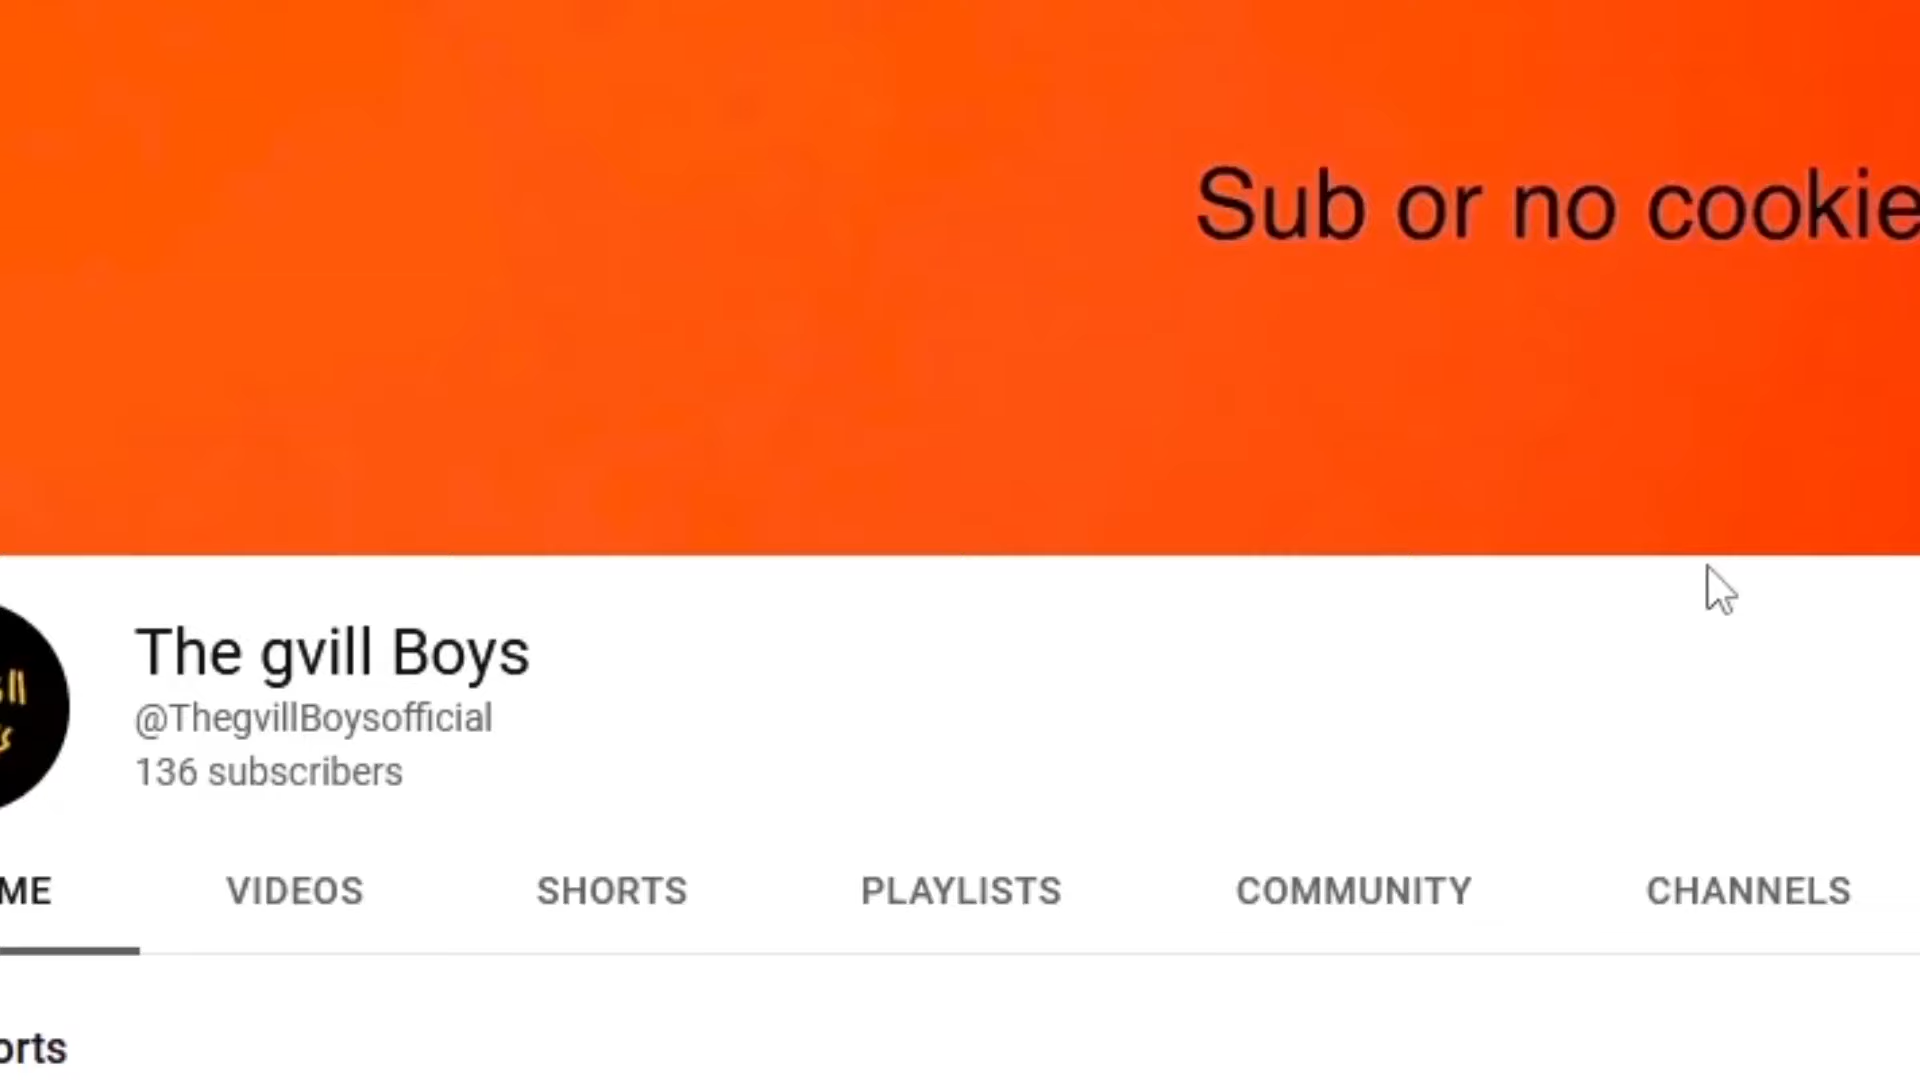 Sub or no cookie
The gvill Boys
@ThegvillBoysofficial
136 subscribers
ME VIDEOS SHORTS PLAYLISTS COMMUNITY CHANNELS
orts